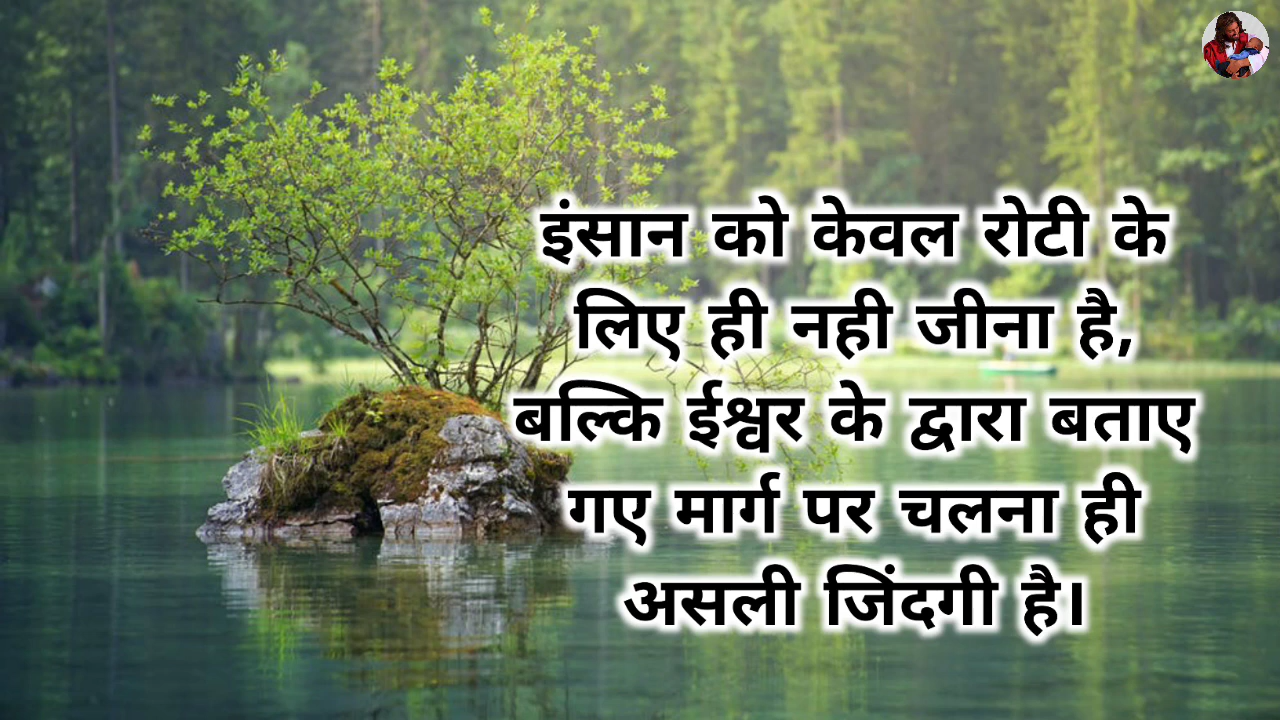 इंसान को केवल रोटी के
लिए ही नही जीना है,
बल्कि ईश्वर के द्वारा बताए
गए मार्ग पर चलना ही
असली जिंदगी है।